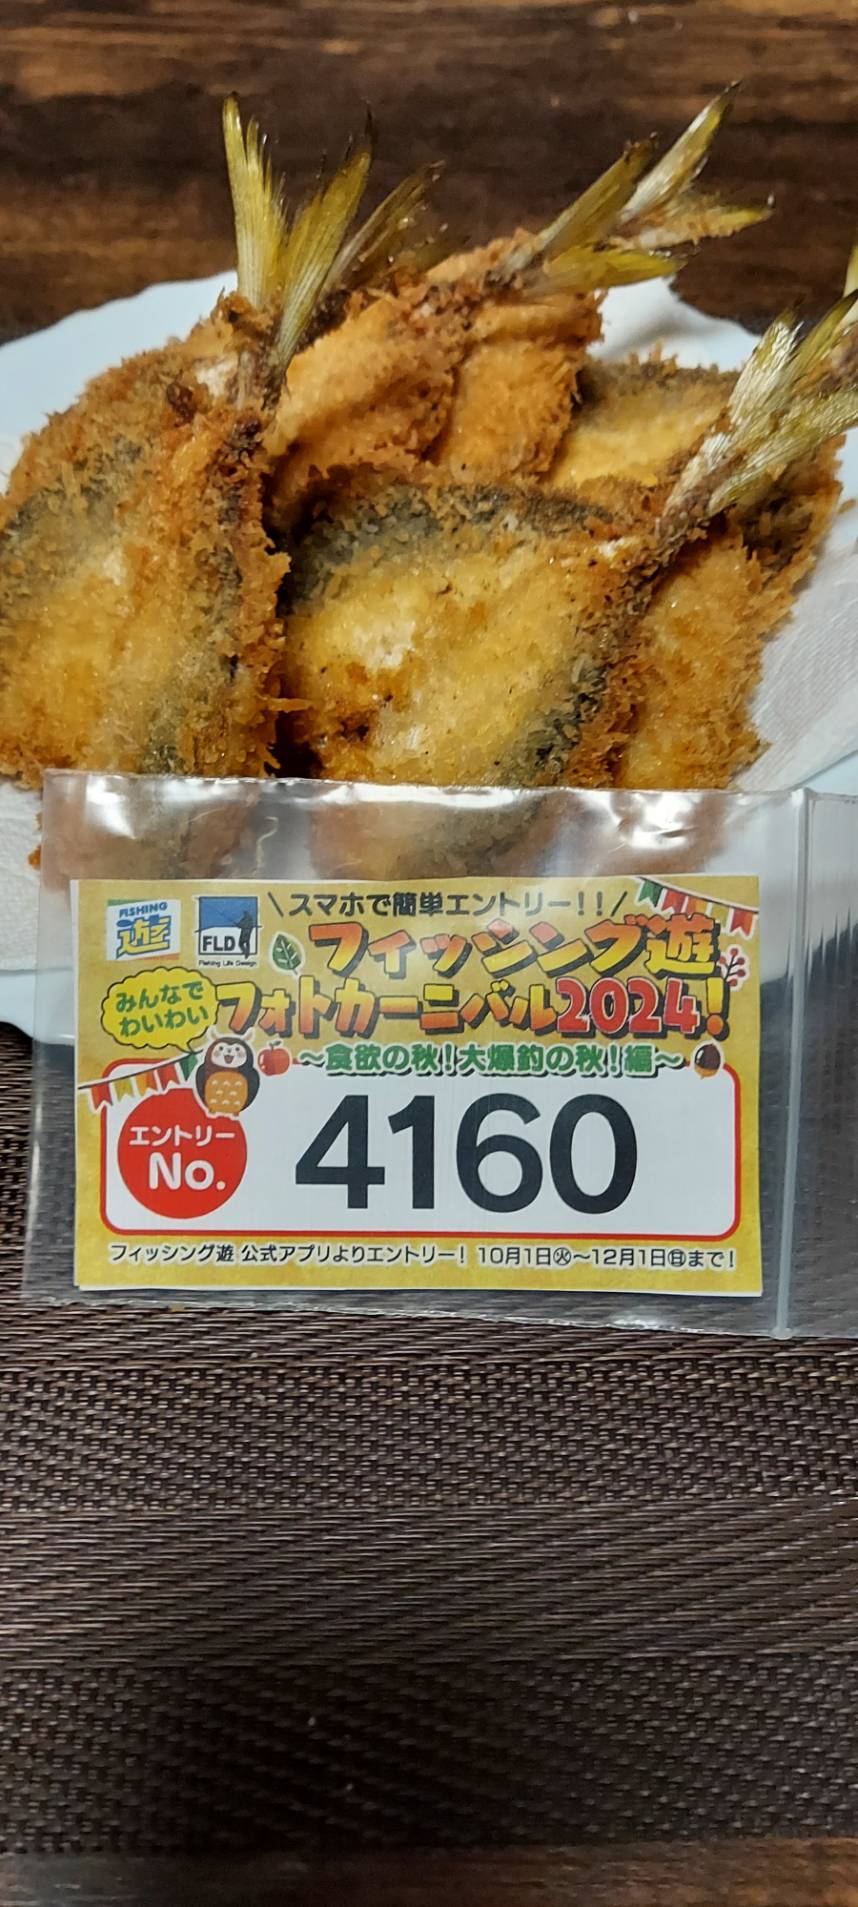 \スマホで簡単エントリー!!/
FISHING
遊
FLD
Fishing Life Design
フィッシング遊
みんなで
わいわい
フォトカーニバル2024!
～食欲の秋!大爆釣の秋!編～
エントリー
No.
4160
フィッシング遊 公式アプリよりエントリー! 10月1日㊋～12月1日㊐まで!